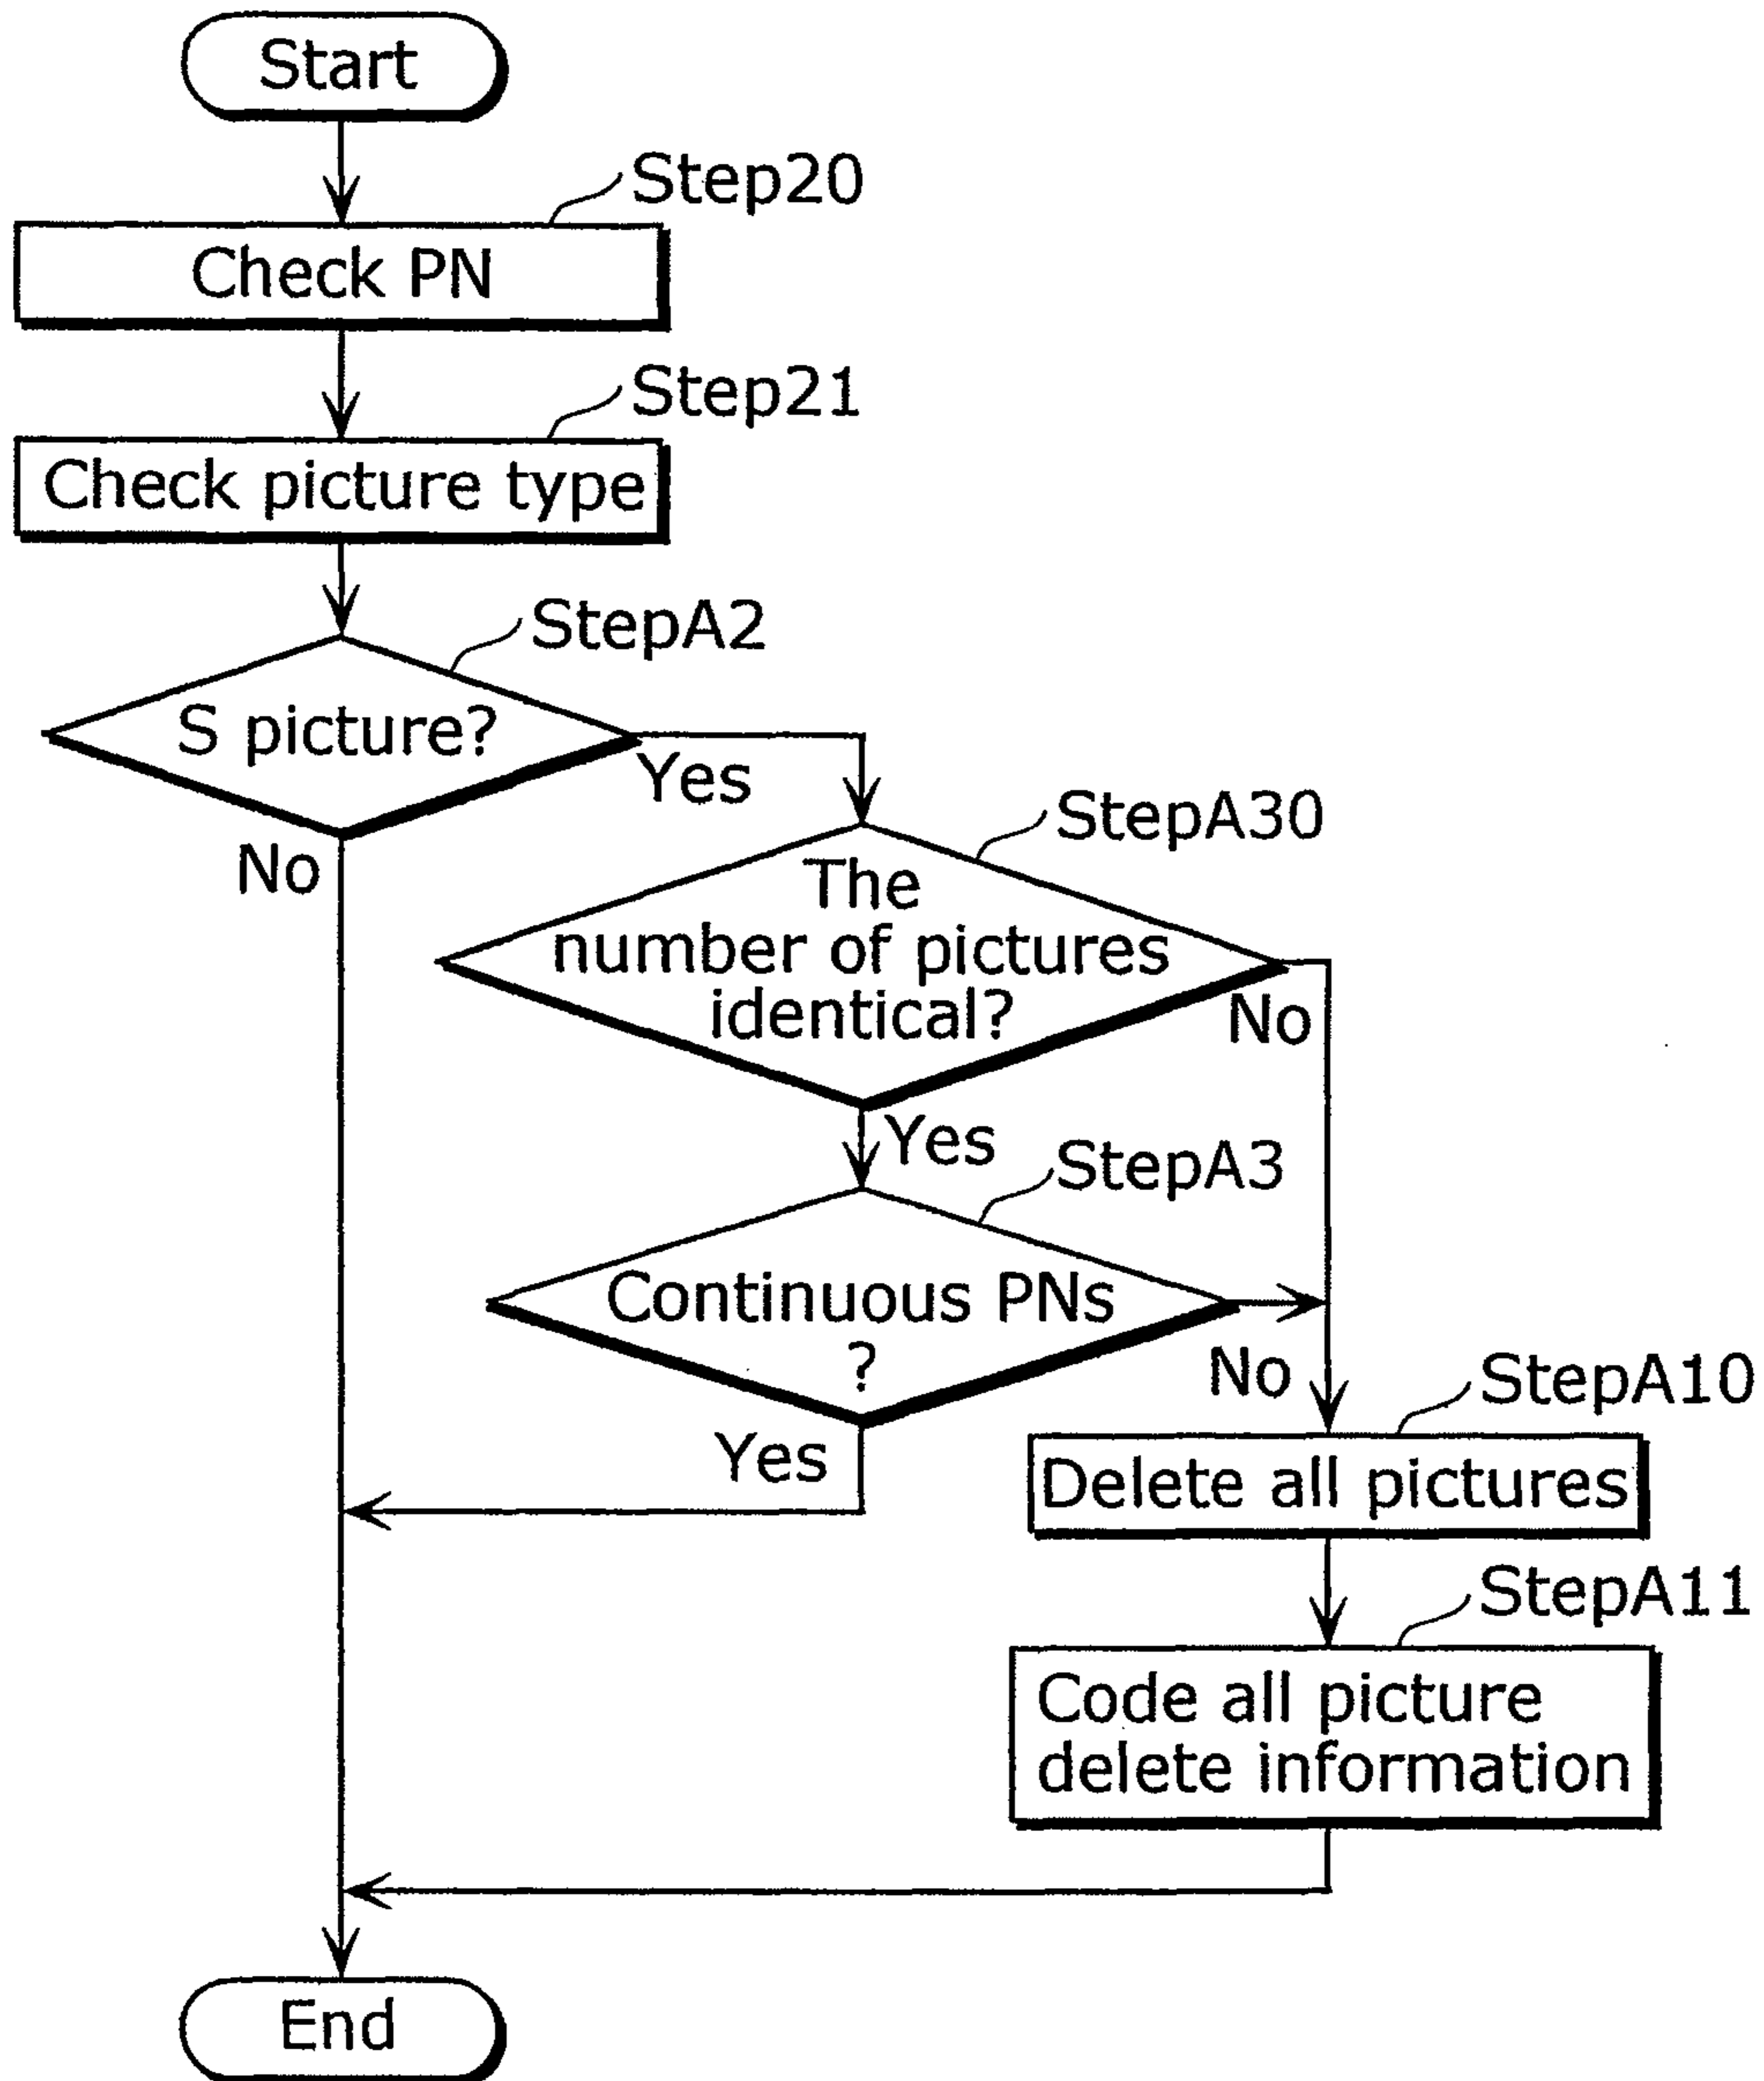 Start
Step20
Check PN
Step21
Check picture type
StepA2
S picture?
Yes
No
StepA30
The
number of pictures
identical?
No
Yes
StepA3
Continuous PNs
?
No
Yes
StepA10
Delete all pictures
StepA11
Code all picture
delete information
End